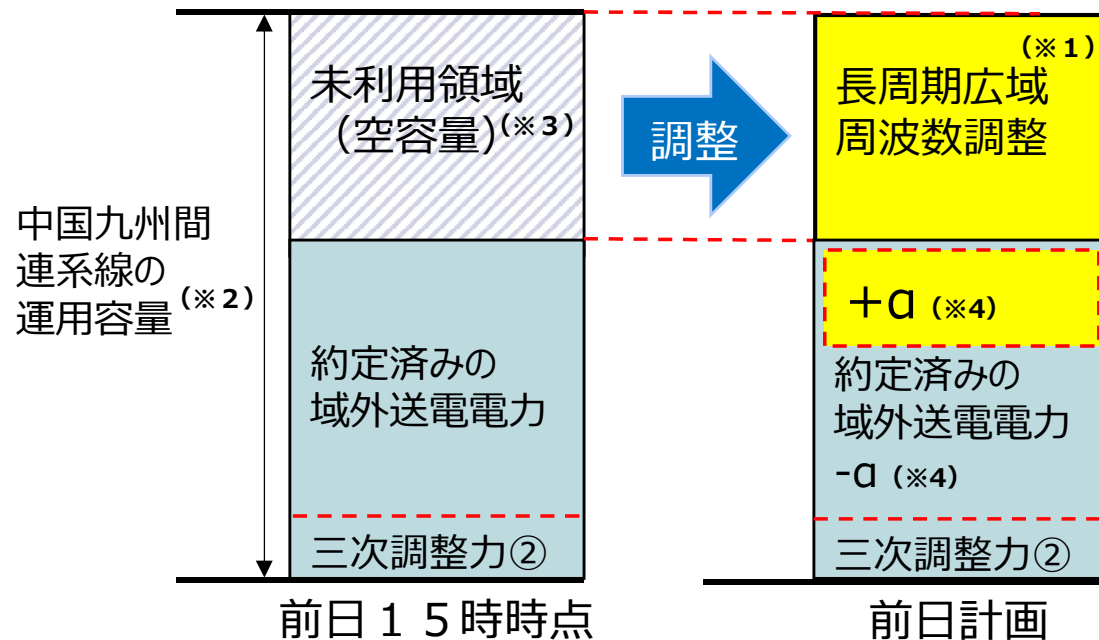 中国九州間
連系線の
運用容量（※２）
未利用領域
（空容量）（※３）
約定済みの
域外送電電力
三次調整力②
前日１５時時点
調整
（※１）
長周期広域
周波数調整
＋α（※4）
約定済みの
域外送電電力
-α（※4）
三次調整力②
前日計画